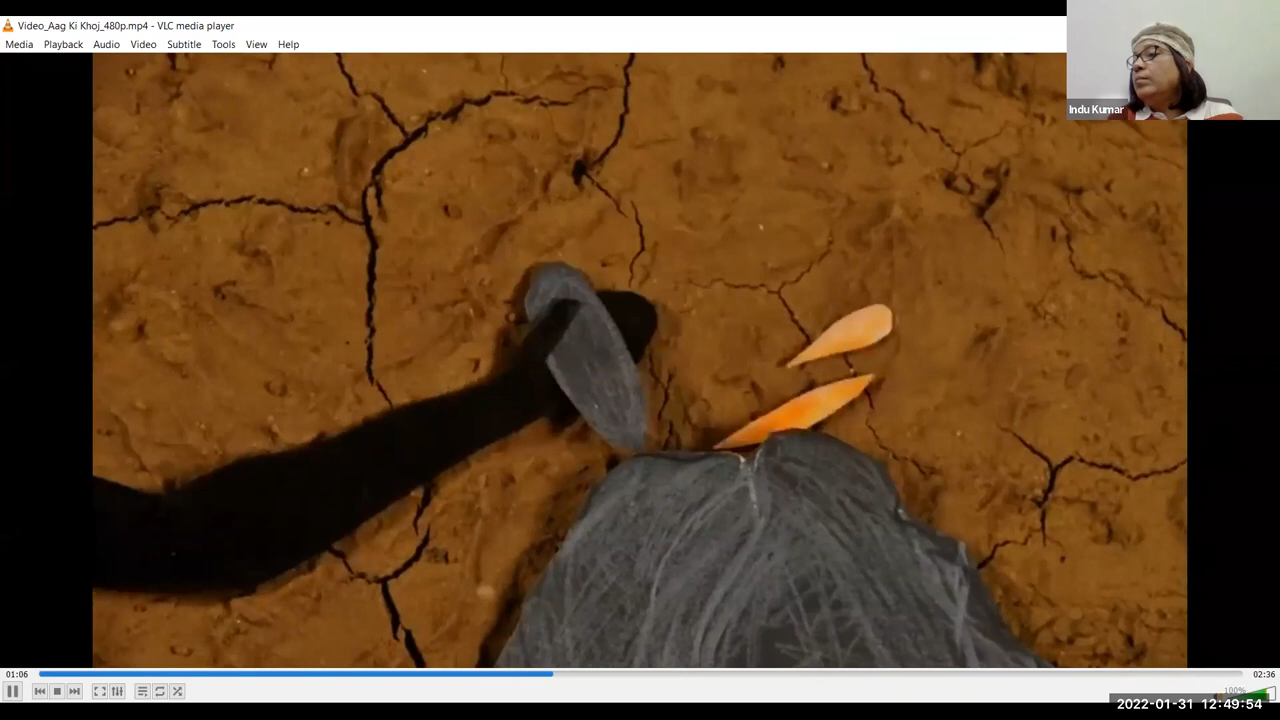 Video_Aag Ki Khoj_480p.mp4 - VLC media player
Media Playback Audio Video Subtitle Tools View Help
Indu Kumar
01:06
02:36
100%
2022-01-31 12:49:54